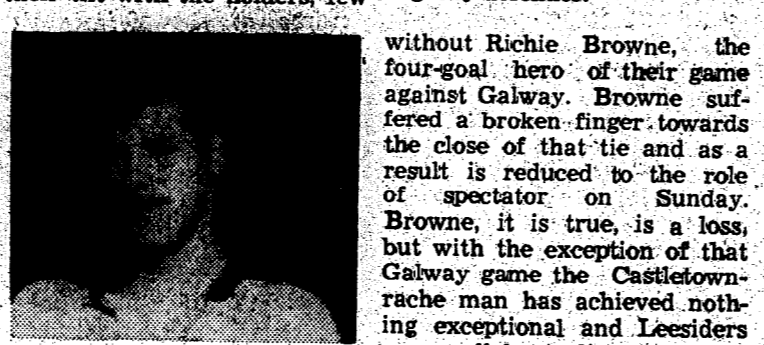 without Richie Browne, the
four-goal hero of their game
against Galway. Browne suf-
fered a broken finger towards
the close of that tie and as a
result is reduced to the role
of spectator on Sunday.
Browne, it is true, is a loss,
but with the exception of that
Galway game the Castletown-
rache man has achieved noth-
ing exceptional and Leesiders